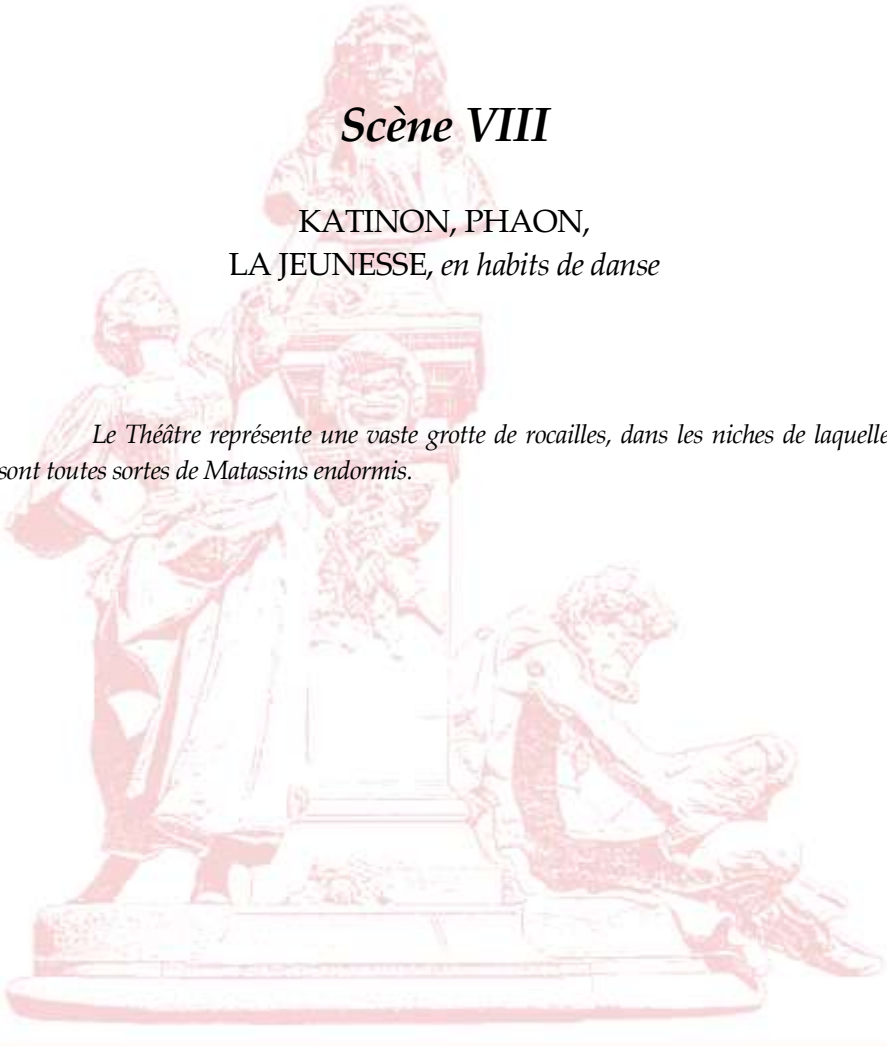 Scène VIII
KATINON, PHAON,
LA JEUNESSE, en habits de danse
Le Théâtre représente une vaste grotte de rocailles, dans les niches de laquelle
sont toutes sortes de Matassins endormis.